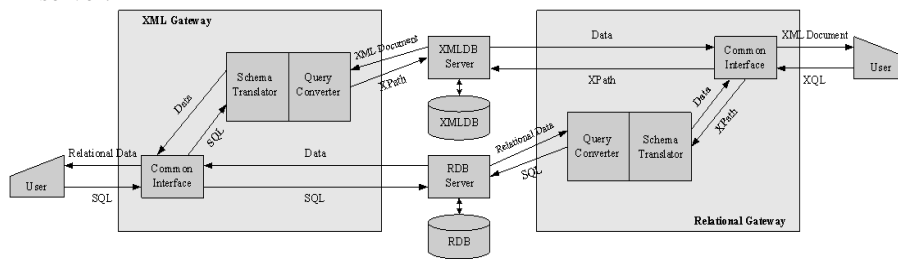 XML Gateway
Schema
Translator
Query
Converter
Data
SQL
XML Document
XPath
Relational Data
User
SQL
Common
Interface
Data
SQL
XMLDB
Server
XMLDB
RDB
Server
RDB
Data
XPath
Relational Data
SQL
Query
Converter
Schema
Translator
Data
XPath
Common
Interface
XML Document
XQL
User
Relational Gateway